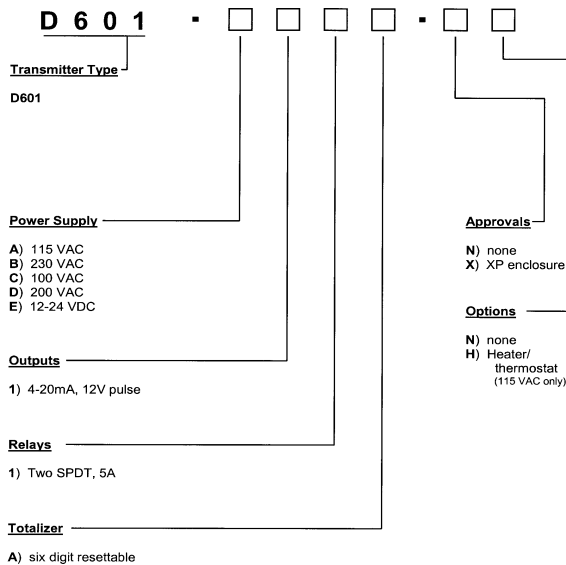 D 6 0 1 - -
Transmitter Type
D601
Power Supply
A) 115 VAC
B) 230 VAC
C) 100 VAC
D) 200 VAC
E) 12-24 VDC
Outputs
1) 4-20mA, 12V pulse
Relays
1) Two SPDT, 5A
Totalizer
A) six digit resettable
Approvals
N) none
X) XP enclosure
Options
N) none
H) Heater/
thermostat
(115 VAC only)